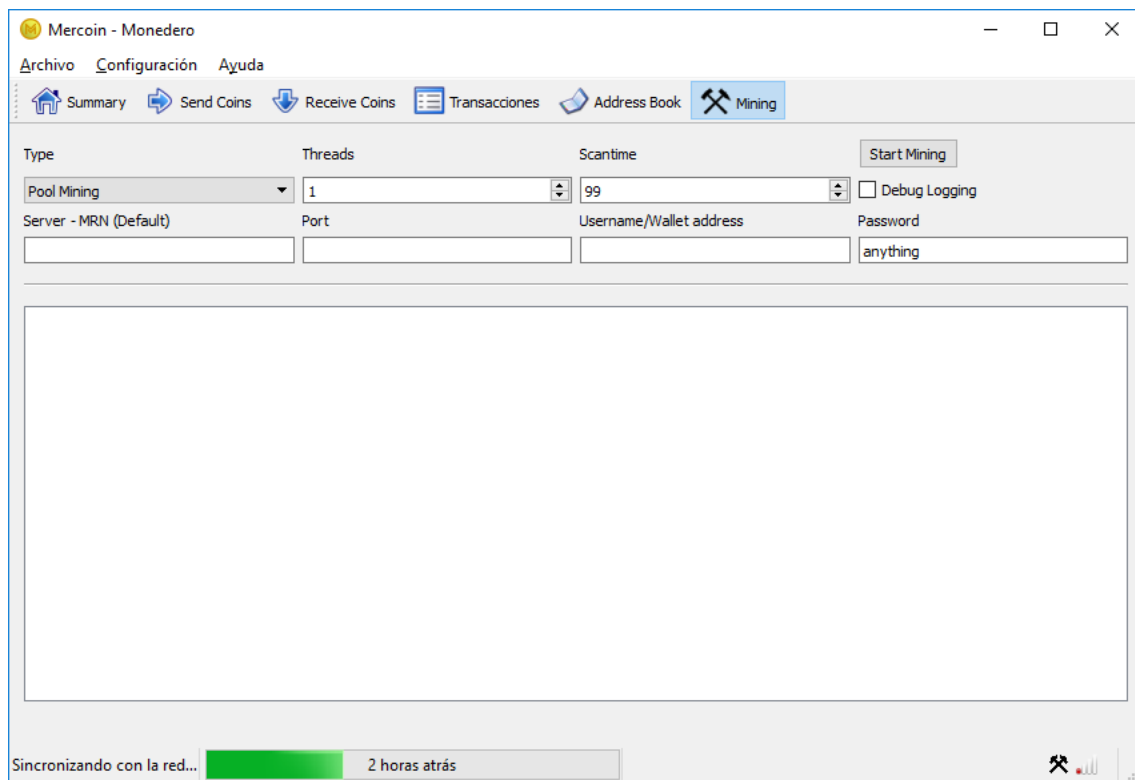 Mercoin - Monedero
Archivo Configuración Ayuda
Summary Send Coins Receive Coins Transacciones Address Book Mining
Type Threads Scantime Start Mining
Pool Mining 1 99 Debug Logging
Server - MRN (Default) Port Username/Wallet address Password
anything
Sincronizando con la red... 2 horas atrás